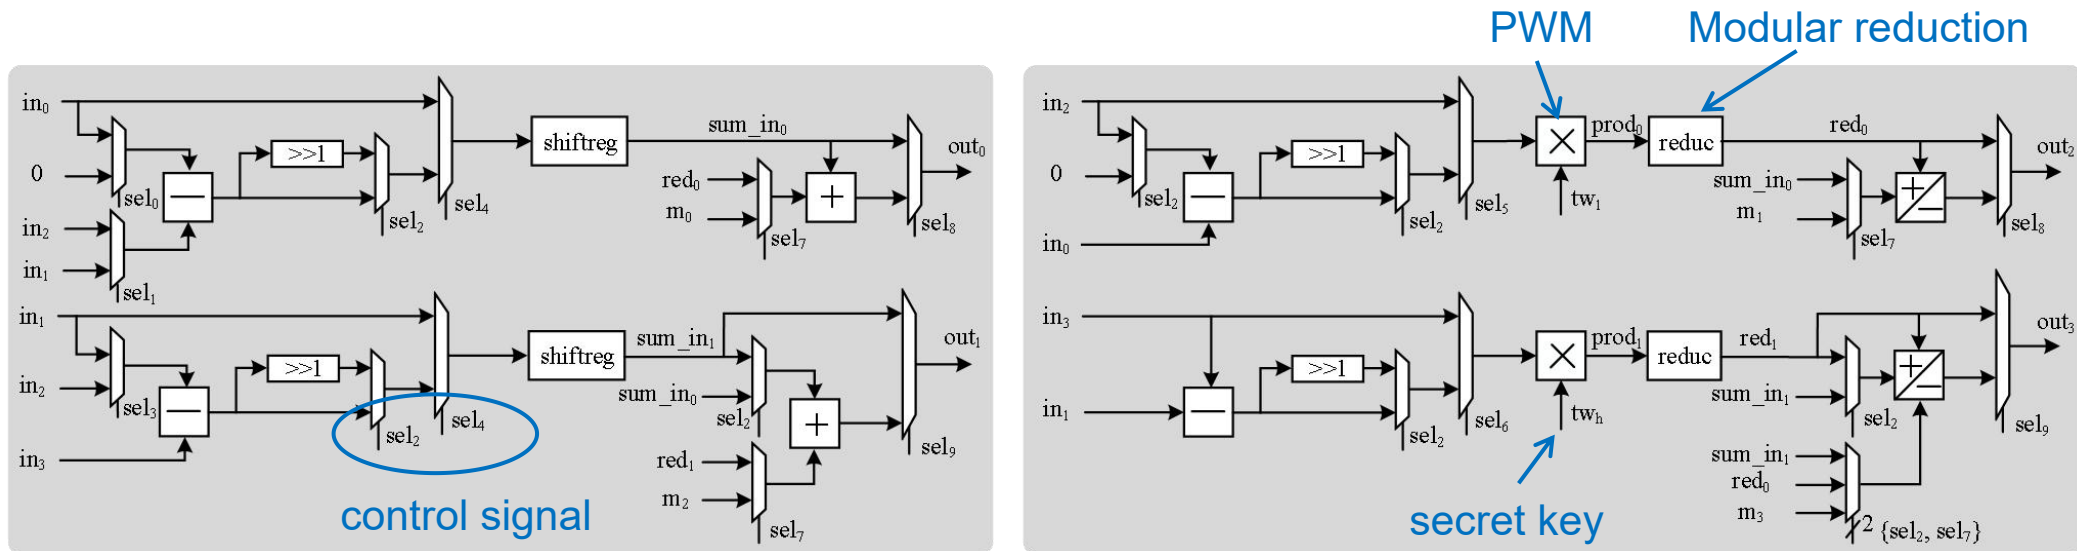 PWM
Modular reduction
in₀
0
sel₀
in₂
in₁
sel₁
—
>>1
sel₂
sel₄
shiftreg
sum_in₀
red₀
m₀
sel₇
+
sel₈
out₀
in₁
in₂
sel₃
in₃
—
>>1
sel₂
sel₄
shiftreg
sum_in₁
sum_in₀
sel₂
red₁
m₂
sel₇
+
sel₉
out₁
control signal
in₂
0
sel₂
in₀
—
>>1
sel₂
sel₅
×
tw₁
prod₀
reduc
red₀
sum_in₀
m₁
sel₇
+
−
sel₈
out₂
in₃
in₁
—
>>1
sel₂
sel₆
×
twₕ
prod₁
reduc
red₁
sum_in₁
sel₂
sum_in₁
red₀
m₃
2 {sel₂, sel₇}
+
−
sel₉
out₃
secret key